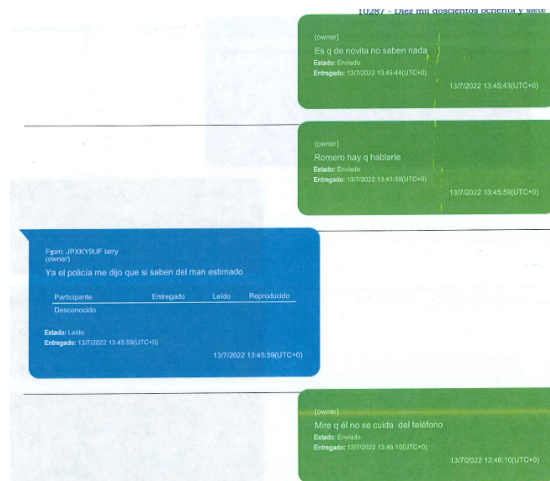 10287 - Diez mil doscientos ochenta y siete
(owner)
Es q de novita no saben nada
Estado: Enviado
Entregado: 13/7/2022 13:45:44(UTC+0)
13/7/2022 13:45:43(UTC+0)
(owner)
Romero hay q hablarle
Estado: Enviado
Entregado: 13/7/2022 13:45:59(UTC+0)
13/7/2022 13:45:59(UTC+0)
From: JPXKY9UF larry
(owner)
Ya el policia me dijo que si saben del man estimado
Participante Entregado Leído Reproducido
Desconocido
Estado: Leído
Entregado: 13/7/2022 13:45:59(UTC+0)
13/7/2022 13:45:59(UTC+0)
(owner)
Mire q él no se cuida del teléfono
Estado: Enviado
Entregado: 13/7/2022 13:46:10(UTC+0)
13/7/2022 13:46:10(UTC+0)